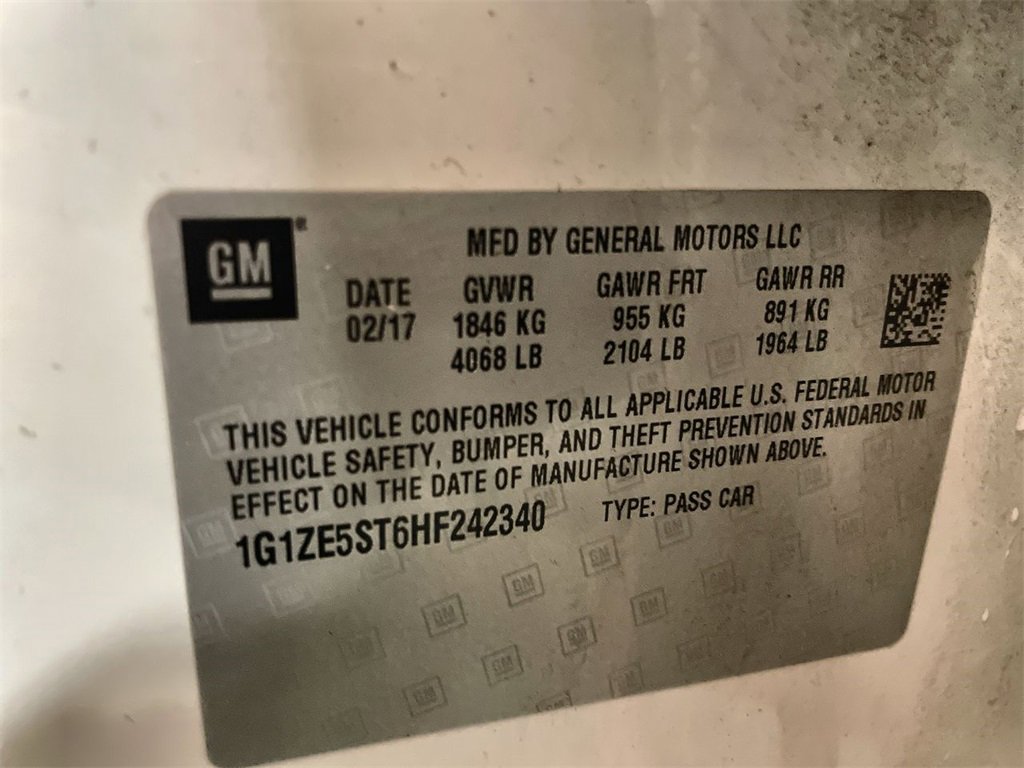 GM
MFD BY GENERAL MOTORS LLC
DATE GVWR GAWR FRT GAWR RR
02/17 1846 KG 955 KG 891 KG
4068 LB 2104 LB 1964 LB
THIS VEHICLE CONFORMS TO ALL APPLICABLE U.S. FEDERAL MOTOR
VEHICLE SAFETY, BUMPER, AND THEFT PREVENTION STANDARDS IN
EFFECT ON THE DATE OF MANUFACTURE SHOWN ABOVE.
1G1ZE5ST6HF242340 TYPE: PASS CAR